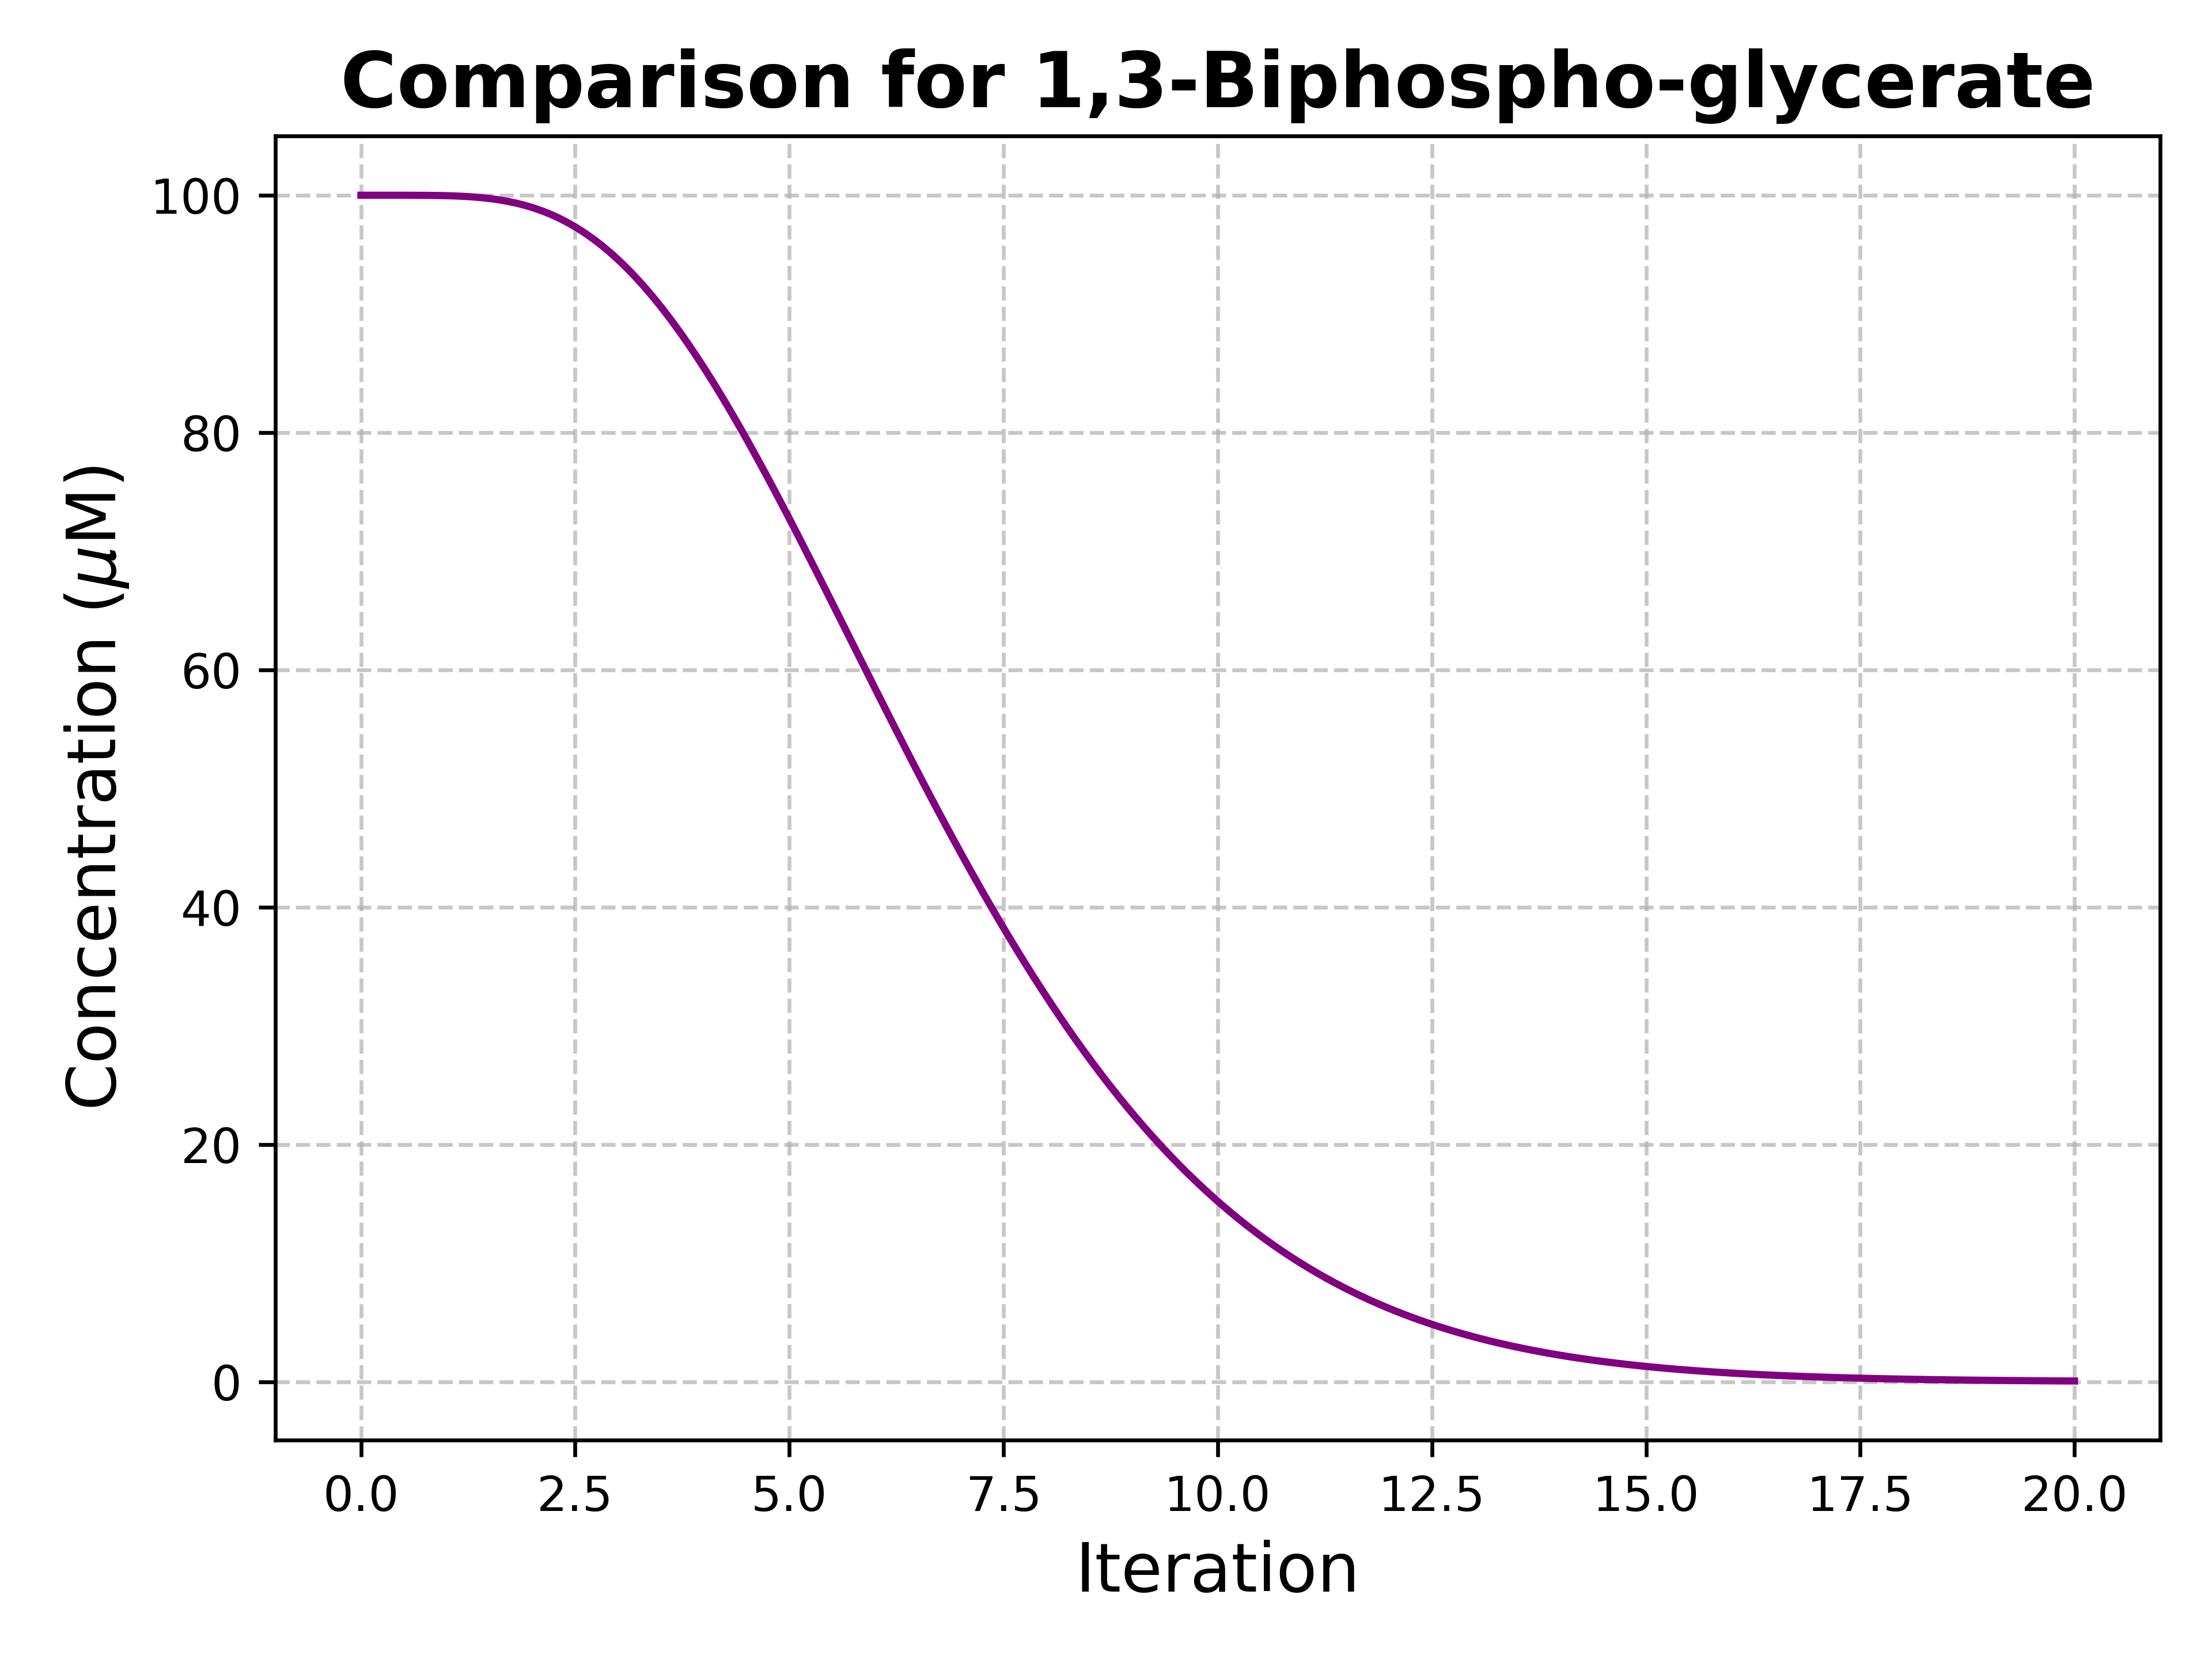 Comparison for 1,3-Biphospho-glycerate
Concentration (μM)
100
80
60
40
20
0
0.0 2.5 5.0 7.5 10.0 12.5 15.0 17.5 20.0
Iteration